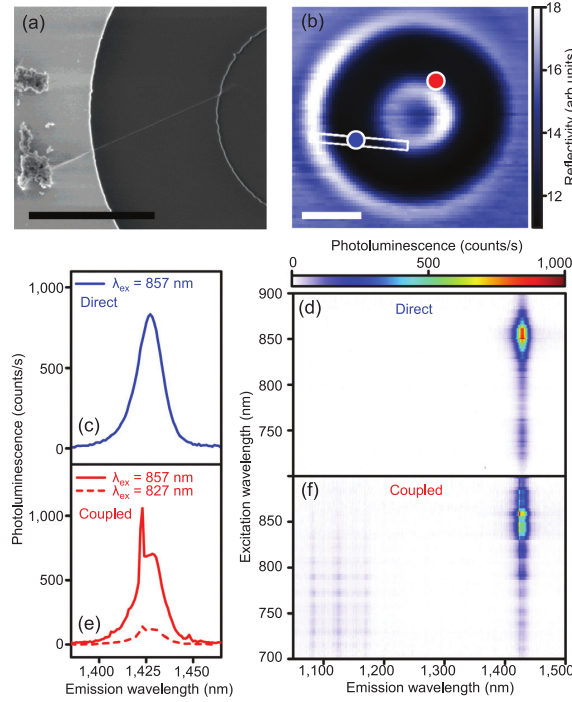 (a)
(b)
18
16
14
12
Reflectivity (arb units)
Photoluminescence (counts/s)
0
500
1,000
(c)
λex = 857 nm
Direct
1,000
500
0
Photoluminescence (counts/s)
(d)
Direct
900
850
800
750
Excitation wavelength (nm)
(e)
λex = 857 nm
λex = 827 nm
Coupled
1,000
500
0
1,400
1,425
1,450
Emission wavelength (nm)
(f)
Coupled
850
800
750
700
1,100
1,200
1,300
1,400
1,500
Emission wavelength (nm)